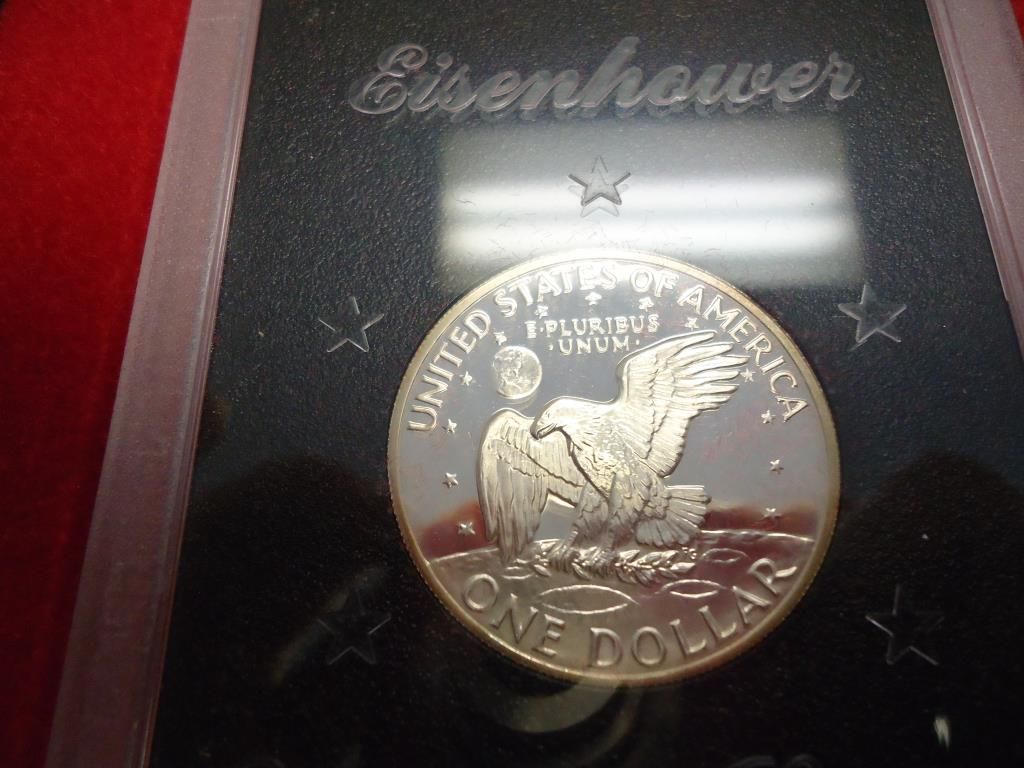 Eisenhower
UNITED STATES OF AMERICA
E·PLURIBUS
·UNUM·
ONE DOLLAR